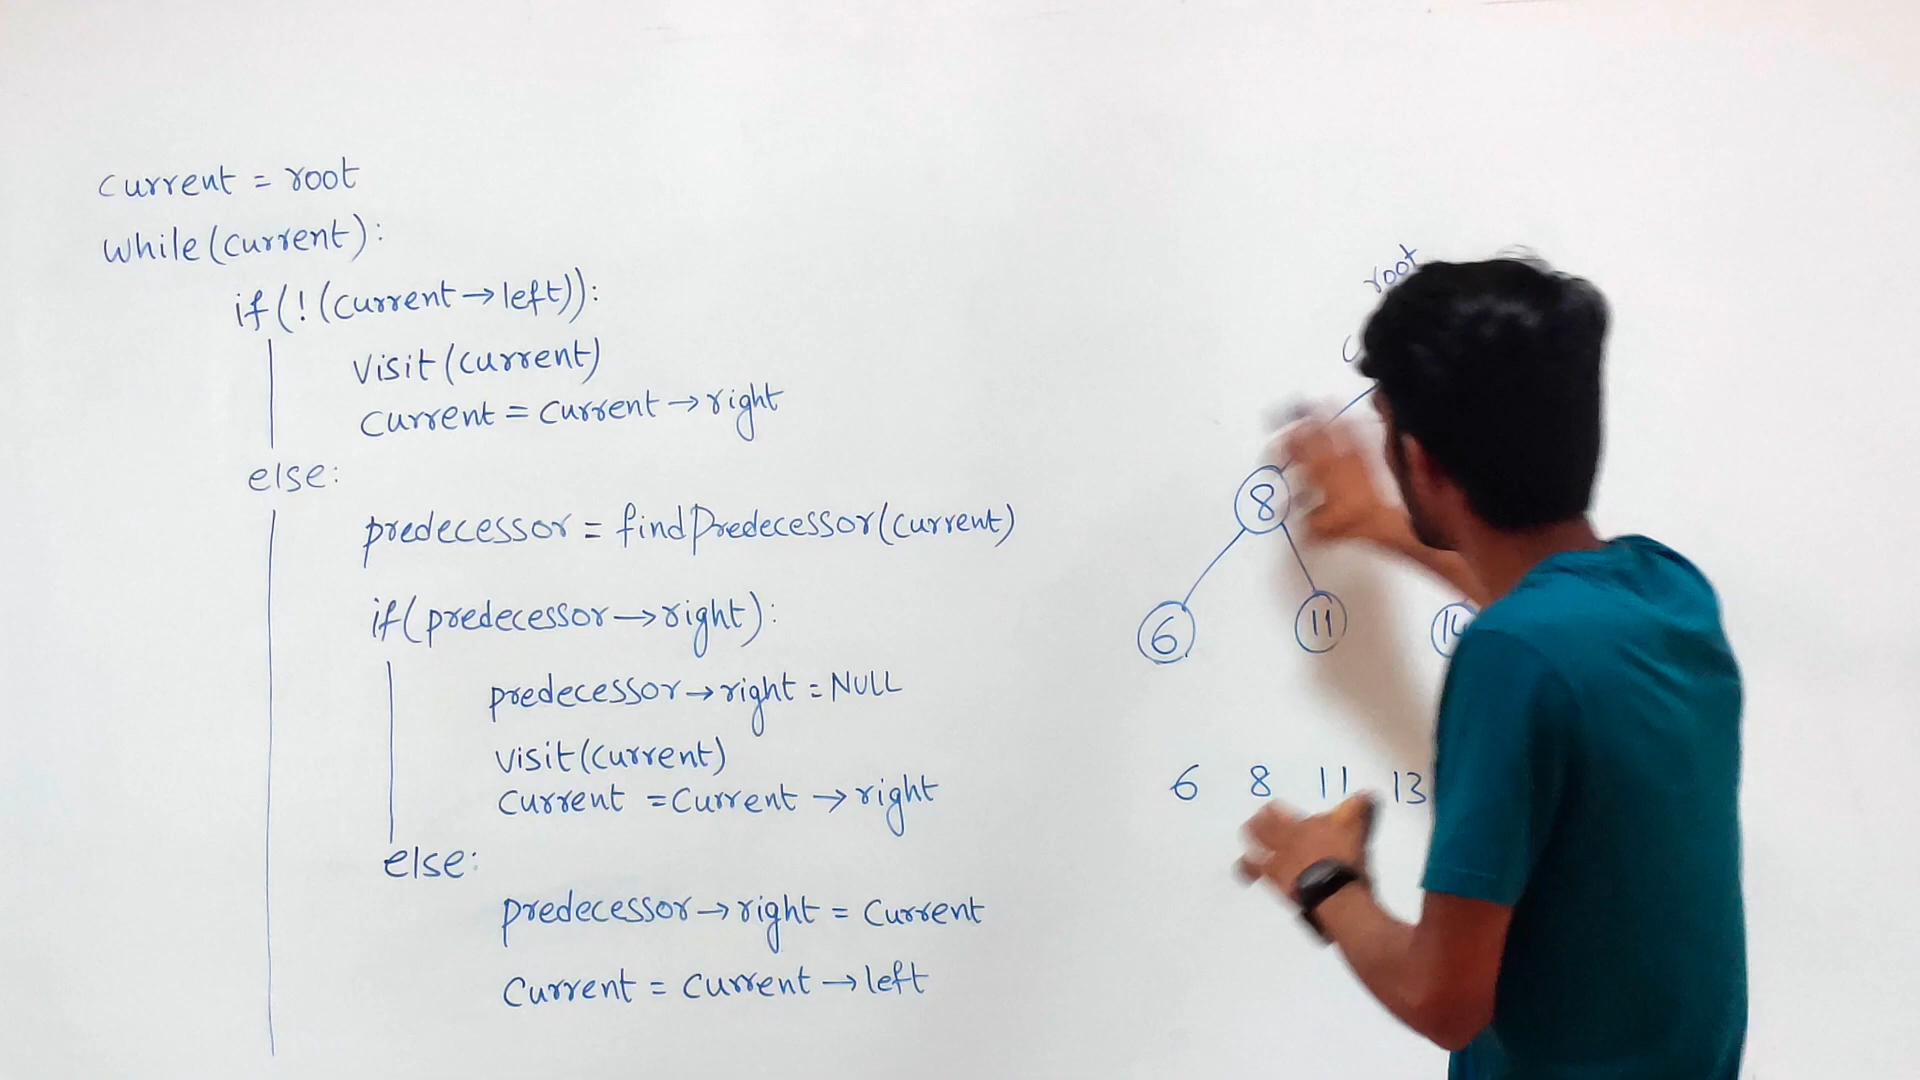 current = root
while(current):
if(!(current→left)):
visit(current)
current = current→right
else:
predecessor = findPredecessor(current)
if(predecessor→right):
predecessor→right = NULL
visit(current)
current = current→right
else:
predecessor→right = current
current = current→left
root
8
6 11
6 8 11 13